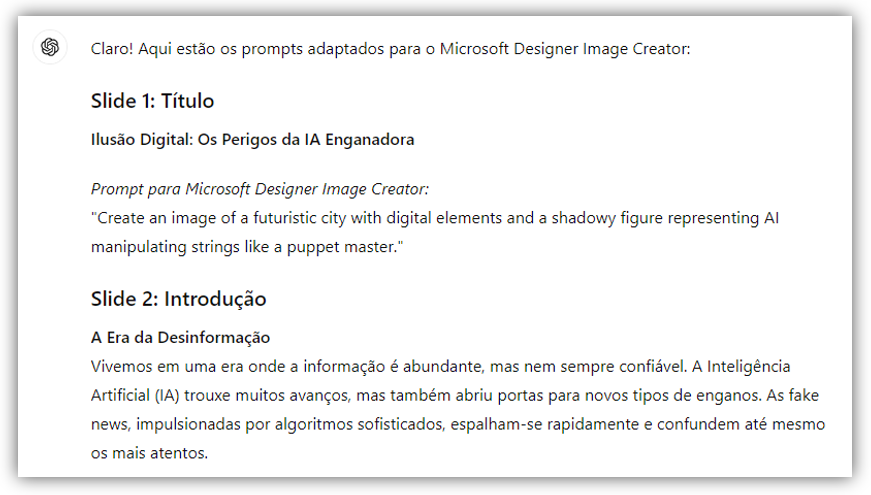 Claro! Aqui estão os prompts adaptados para o Microsoft Designer Image Creator:
Slide 1: Título
Ilusão Digital: Os Perigos da IA Enganadora
Prompt para Microsoft Designer Image Creator:
"Create an image of a futuristic city with digital elements and a shadowy figure representing AI
manipulating strings like a puppet master."
Slide 2: Introdução
A Era da Desinformação
Vivemos em uma era onde a informação é abundante, mas nem sempre confiável. A Inteligência
Artificial (IA) trouxe muitos avanços, mas também abriu portas para novos tipos de enganos. As fake
news, impulsionadas por algoritmos sofisticados, espalham-se rapidamente e confundem até mesmo
os mais atentos.